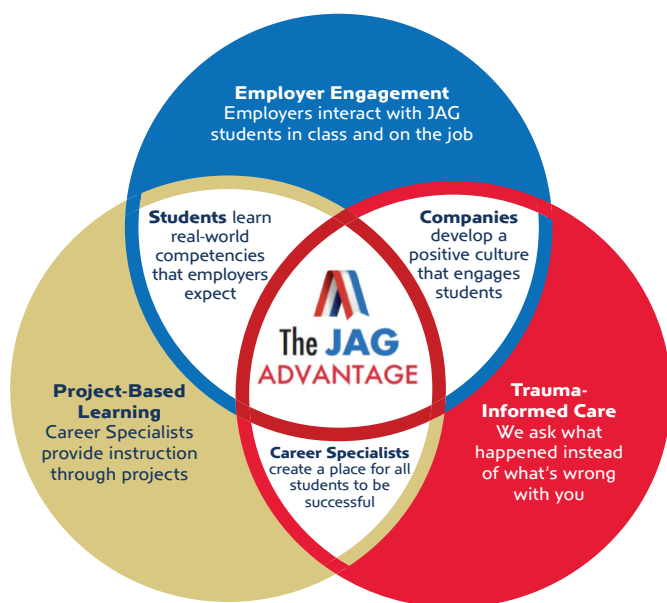 Employer Engagement
Employers interact with JAG
students in class and on the job
Students learn
real-world
competencies
that employers
expect
Companies
develop a
positive culture
that engages
students
The JAG
ADVANTAGE
Project-Based
Learning
Career Specialists
provide instruction
through projects
Career Specialists
create a place for all
students to be
successful
Trauma-
Informed Care
We ask what
happened instead
of what's wrong
with you